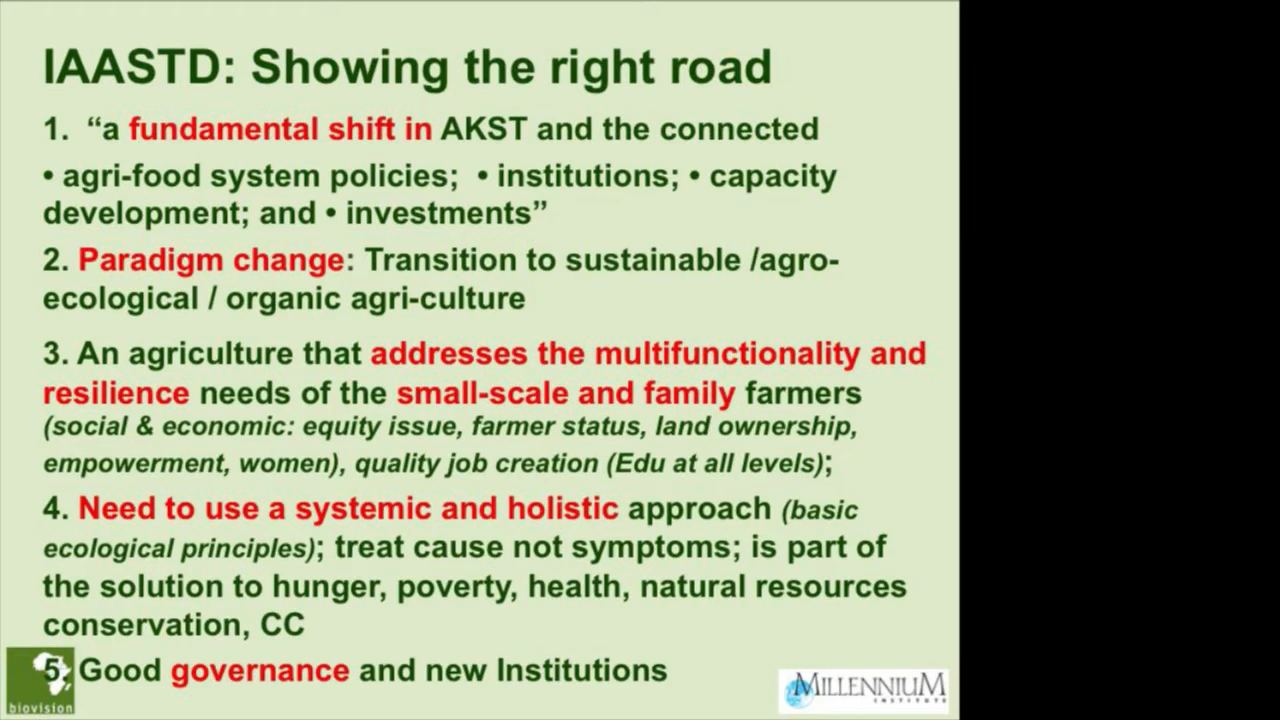 IAASTD: Showing the right road
1. “a fundamental shift in AKST and the connected
• agri-food system policies; • institutions; • capacity
development; and • investments”
2. Paradigm change: Transition to sustainable /agro-
ecological / organic agri-culture
3. An agriculture that addresses the multifunctionality and
resilience needs of the small-scale and family farmers
(social & economic: equity issue, farmer status, land ownership,
empowerment, women), quality job creation (Edu at all levels);
4. Need to use a systemic and holistic approach (basic
ecological principles); treat cause not symptoms; is part of
the solution to hunger, poverty, health, natural resources
conservation, CC
5. Good governance and new Institutions
biovision
MILLENNIUM
INSTITUTE